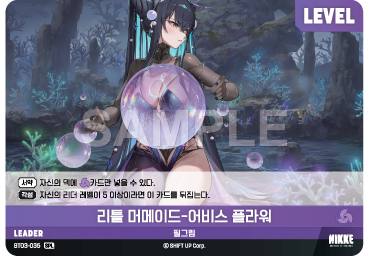 LEVEL
SAMPLE
서약 자신의 덱에 카드만 넣을 수 있다.
각성 자신의 리더 레벨이 5 이상이라면 이 카드를 뒤집는다.
리틀 머메이드-어비스 플라워
LEADER
필그림
BT03-036 SPL
© SHIFT UP Corp.
NIKKE